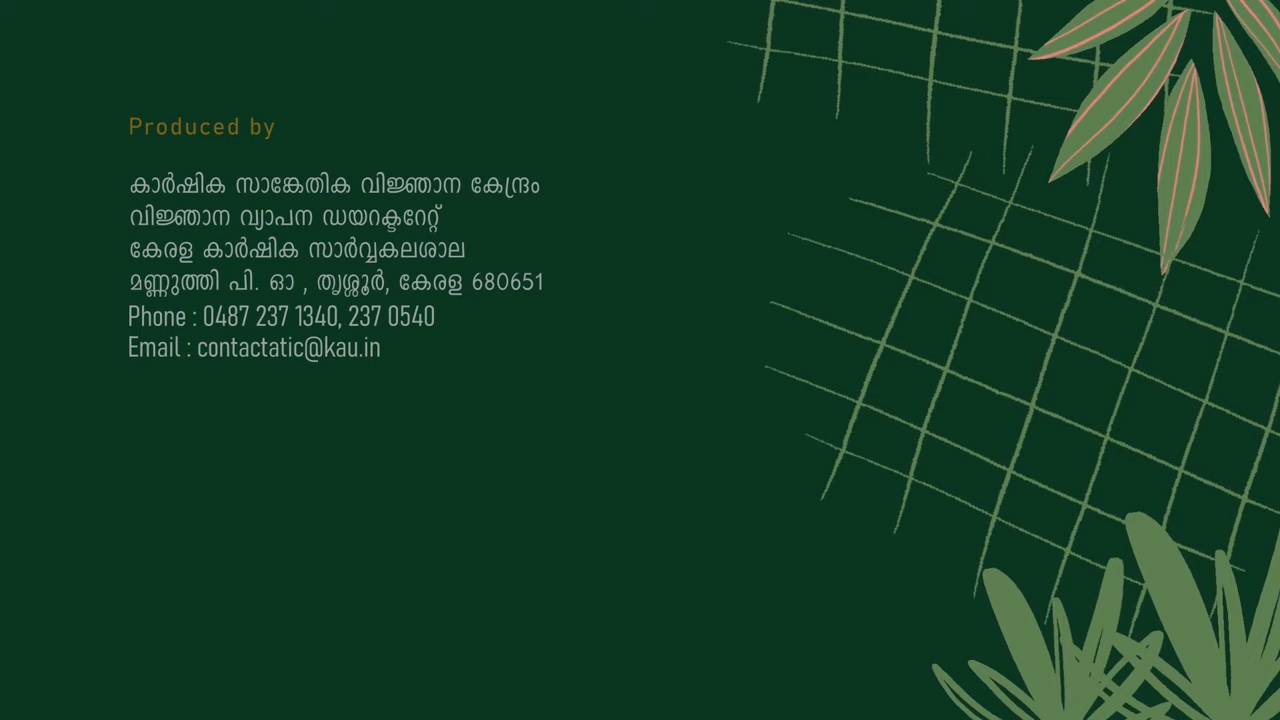 Produced by
കാർഷിക സാങ്കേതിക വിജ്ഞാന കേന്ദ്രം
വിജ്ഞാന വ്യാപന ഡയറക്ടറേറ്റ്
കേരള കാർഷിക സാർവ്വകലശാല
മണ്ണുത്തി പി. ഓ , തൃശ്ശൂർ, കേരള 680651
Phone : 0487 237 1340, 237 0540
Email : contactatic@kau.in